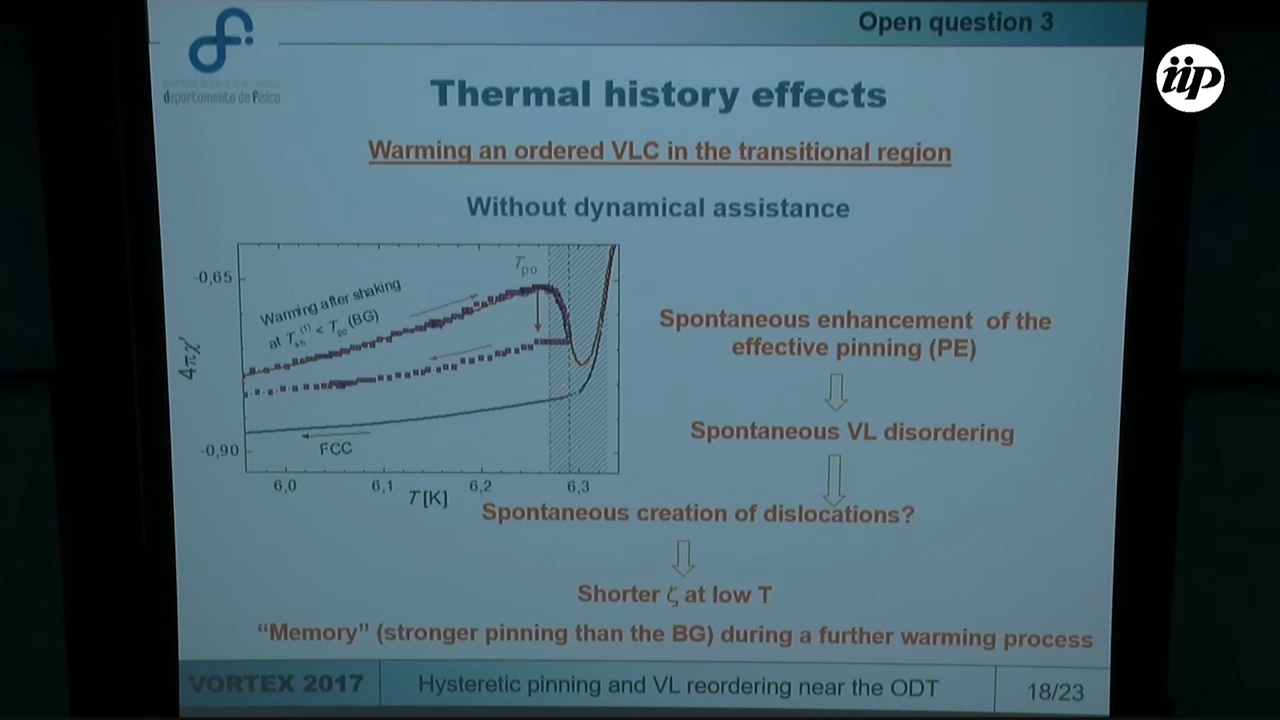 Open question 3
iip
departamento de física
Thermal history effects
Warming an ordered VLC in the transitional region
Without dynamical assistance
-0,65
-0,90
4πχ'
Warming after shaking
at Tsh(1) < Tpo (BG)
Tpo
FCC
6,0 6,1 6,2 6,3
T [K]
Spontaneous enhancement of the
effective pinning (PE)
Spontaneous VL disordering
Spontaneous creation of dislocations?
Shorter ζ at low T
“Memory” (stronger pinning than the BG) during a further warming process
VORTEX 2017
Hysteretic pinning and VL reordering near the ODT
18/23